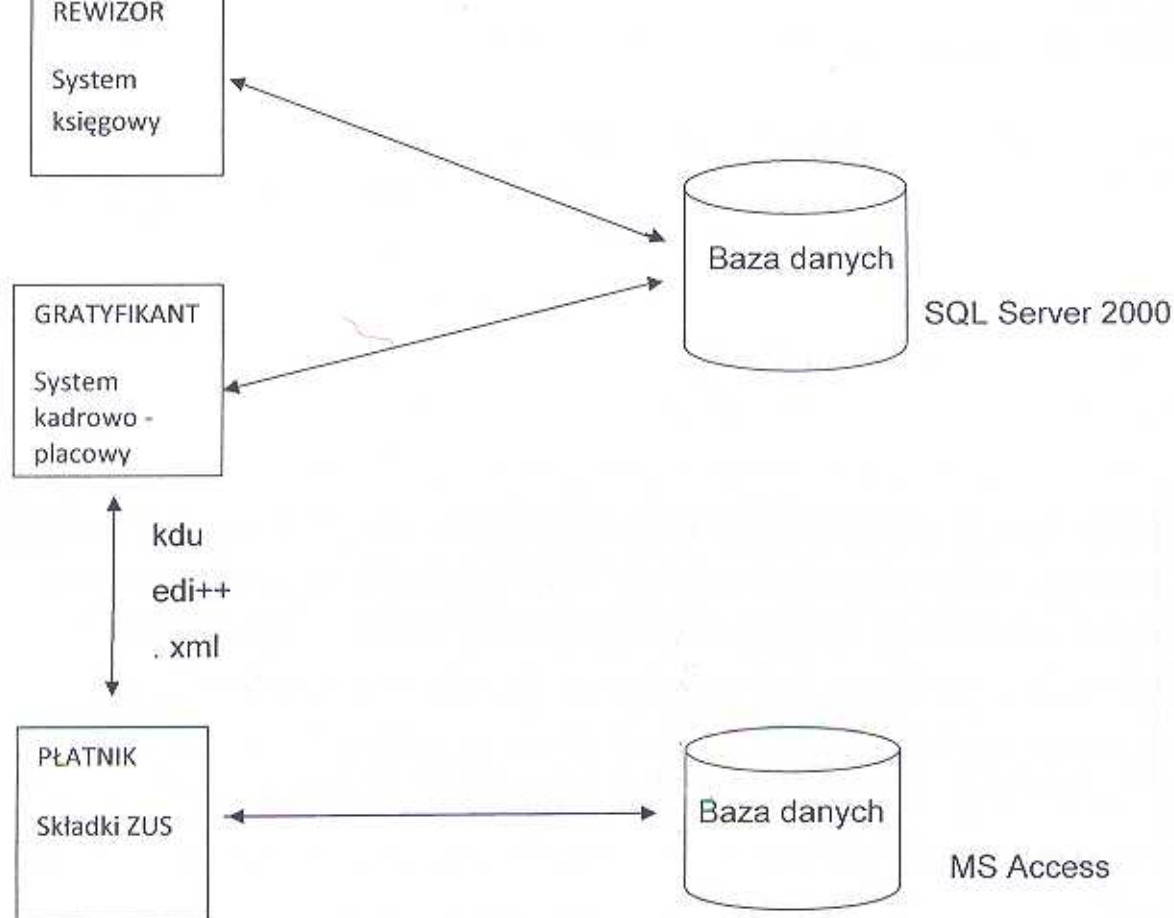 REWIZOR
System
księgowy
Baza danych
SQL Server 2000
GRATYFIKANT
System
kadrowo -
placowy
kdu
edi++
. xml
PŁATNIK
Składki ZUS
Baza danych
MS Access